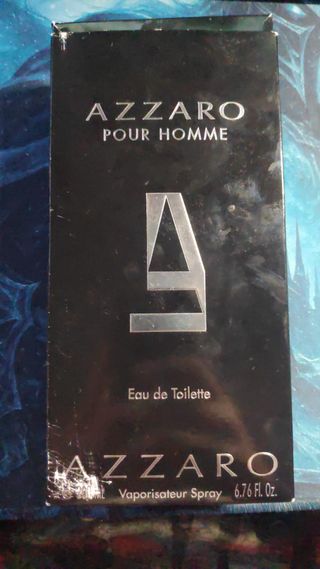 AZZARO
POUR HOMME
Eau de Toilette
AZZARO
Vaporisateur Spray 6.76 Fl. Oz.